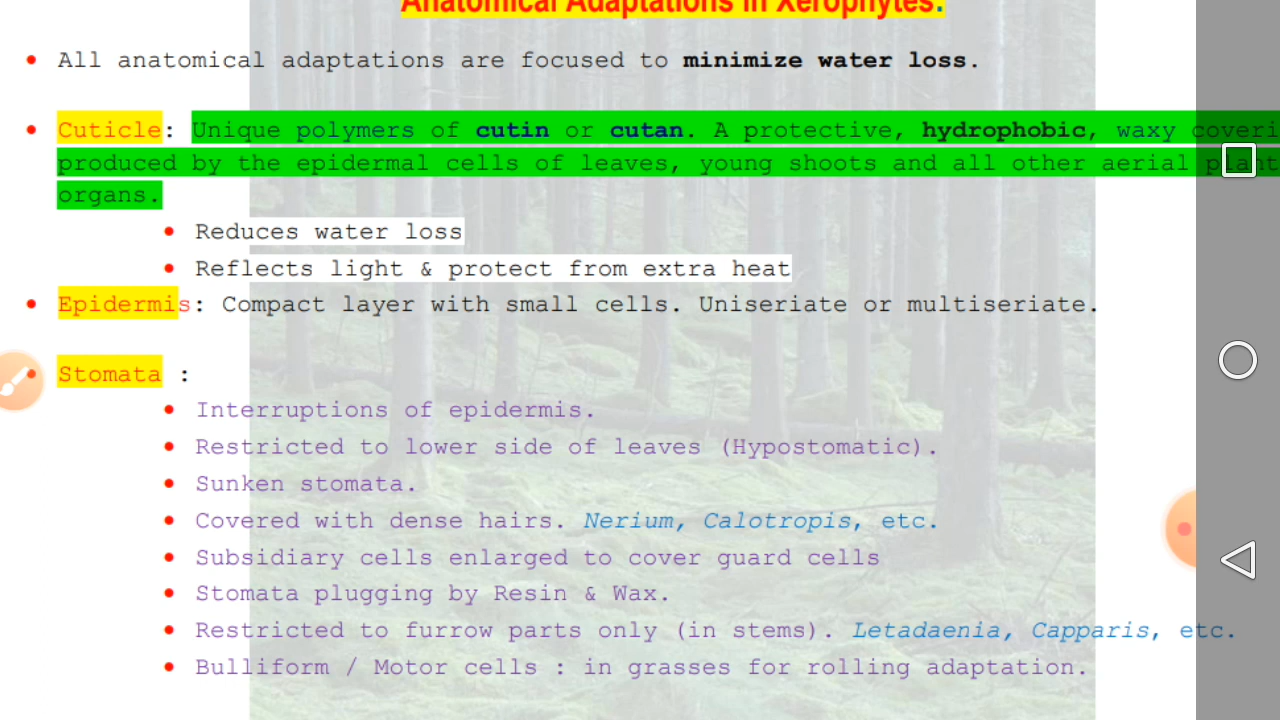 Anatomical Adaptations in Xerophytes:
• All anatomical adaptations are focused to minimize water loss.
• Cuticle: Unique polymers of cutin or cutan. A protective, hydrophobic, waxy coveri
produced by the epidermal cells of leaves, young shoots and all other aerial plant
organs.
• Reduces water loss
• Reflects light & protect from extra heat
• Epidermis: Compact layer with small cells. Uniseriate or multiseriate.
• Stomata :
• Interruptions of epidermis.
• Restricted to lower side of leaves (Hypostomatic).
• Sunken stomata.
• Covered with dense hairs. Nerium, Calotropis, etc.
• Subsidiary cells enlarged to cover guard cells
• Stomata plugging by Resin & Wax.
• Restricted to furrow parts only (in stems). Letadaenia, Capparis, etc.
• Bulliform / Motor cells : in grasses for rolling adaptation.